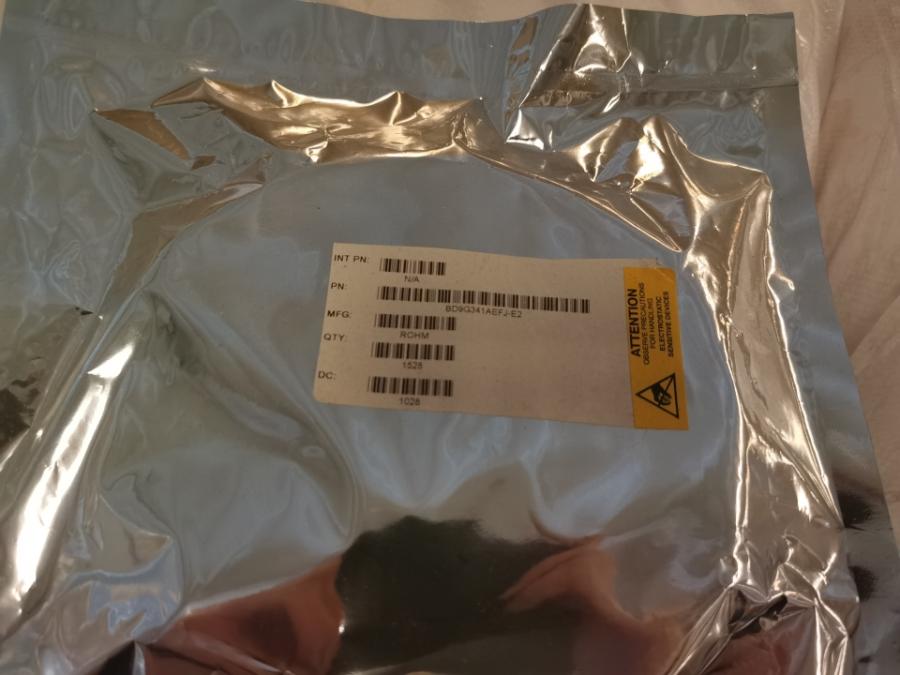 INT PN:
N/A
PN:
BD9G341AEFJ-E2
MFG:
ROHM
QTY:
1528
DC:
1028
ATTENTION
OBSERVE PRECAUTIONS
FOR HANDLING
ELECTROSTATIC
SENSITIVE DEVICES